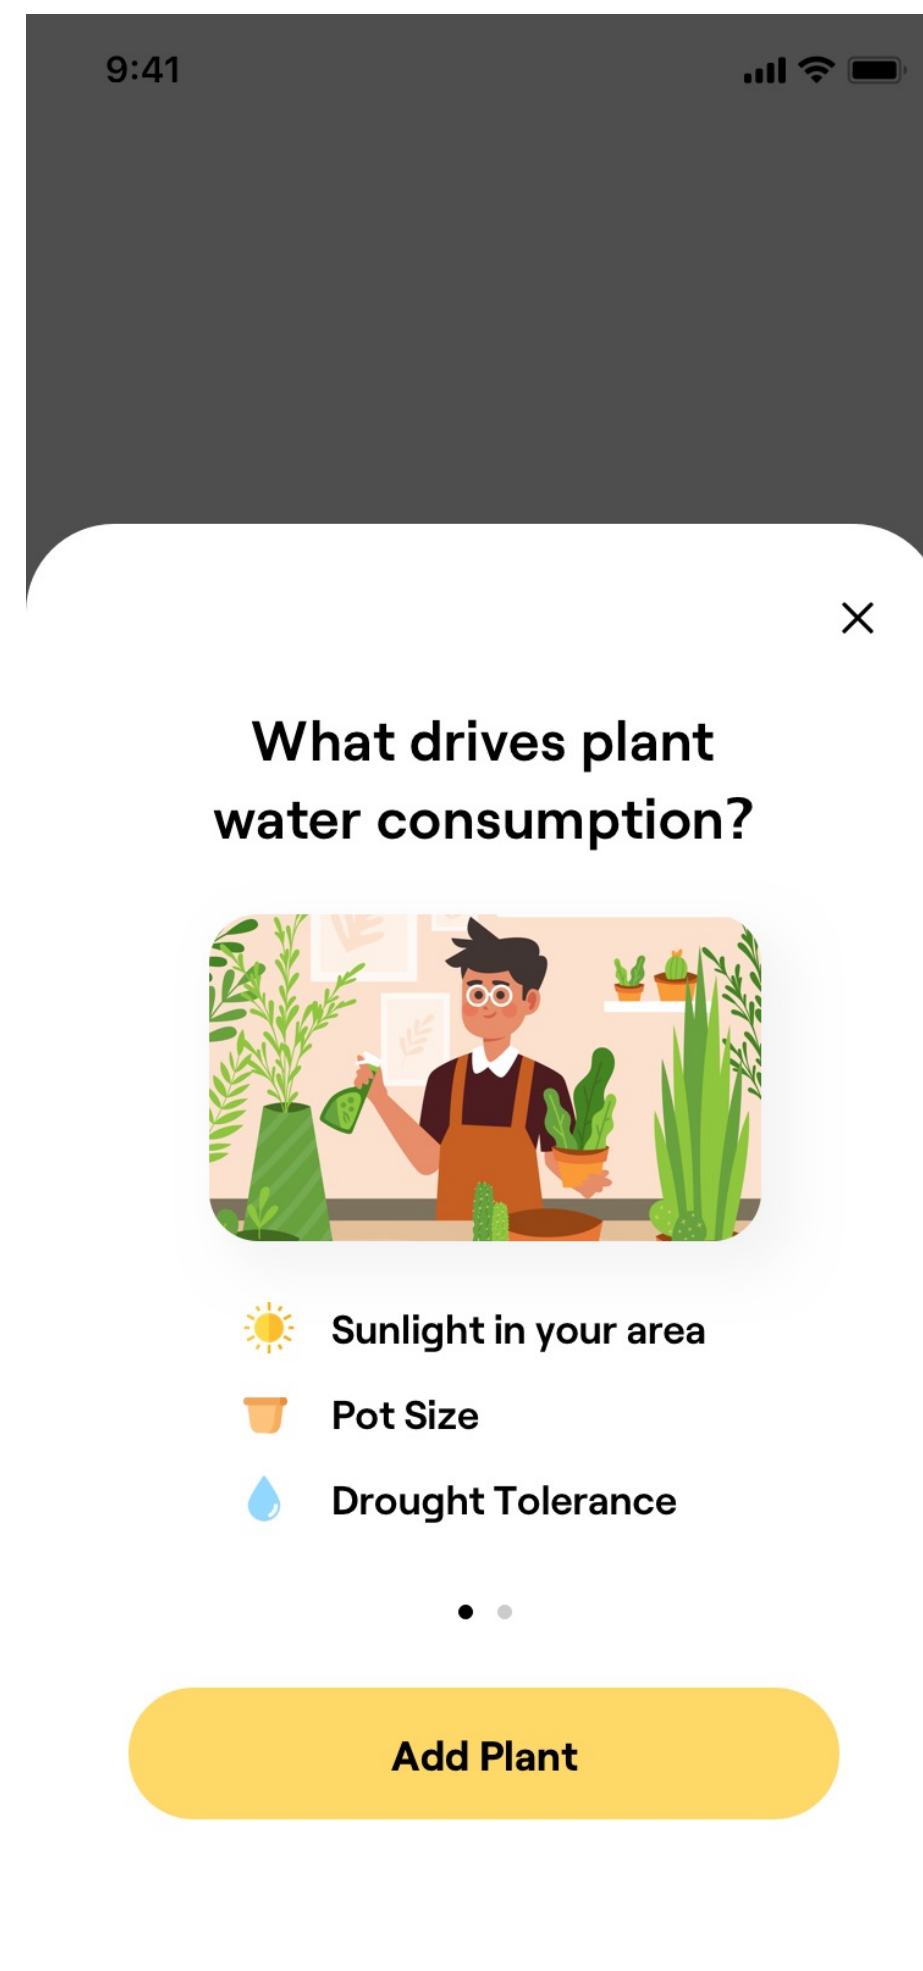 9:41
What drives plant
water consumption?
Sunlight in your area
Pot Size
Drought Tolerance
Add Plant